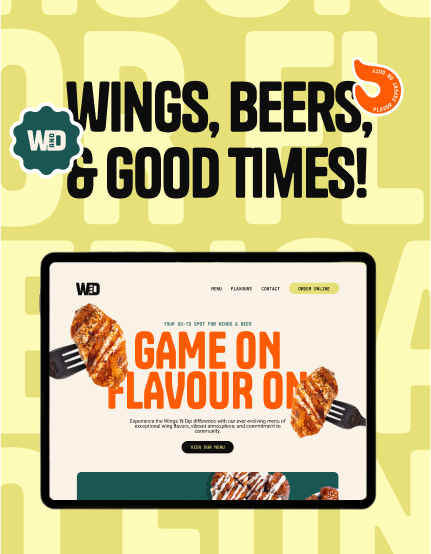 WINGS, BEERS,
& GOOD TIMES!
W AND D
W&D
MENU FLAVOURS CONTACT ORDER ONLINE
YOUR GO-TO SPOT FOR WINGS & BEER
GAME ON
FLAVOUR ON
Experience the Wings 'N Dip difference with our ever-evolving menu of
exceptional wing flavors, vibrant atmosphere, and commitment to
community.
VIEW OUR MENU